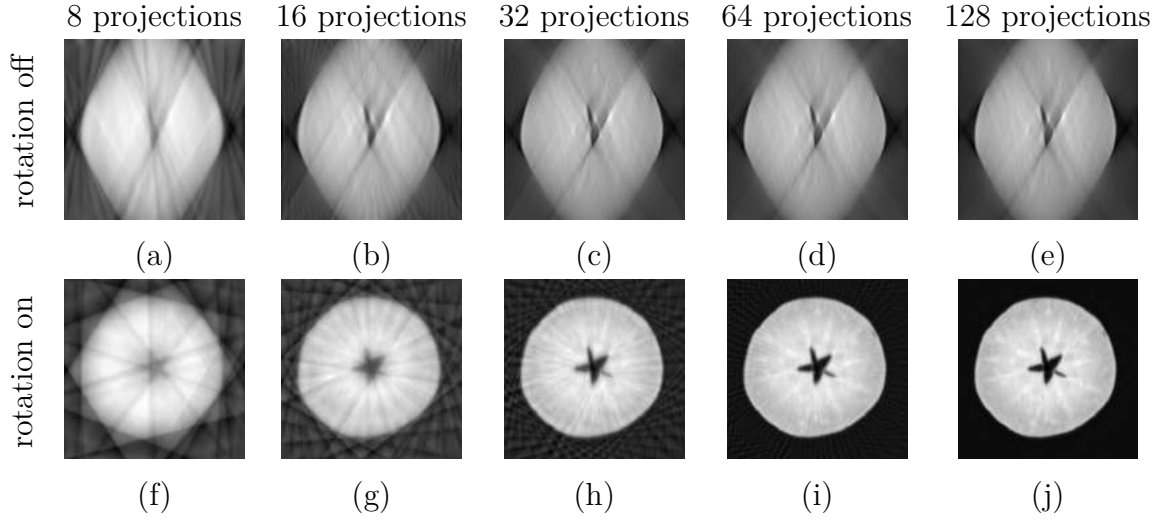 8 projections 16 projections 32 projections 64 projections 128 projections
rotation off
(a) (b) (c) (d) (e)
rotation on
(f) (g) (h) (i) (j)